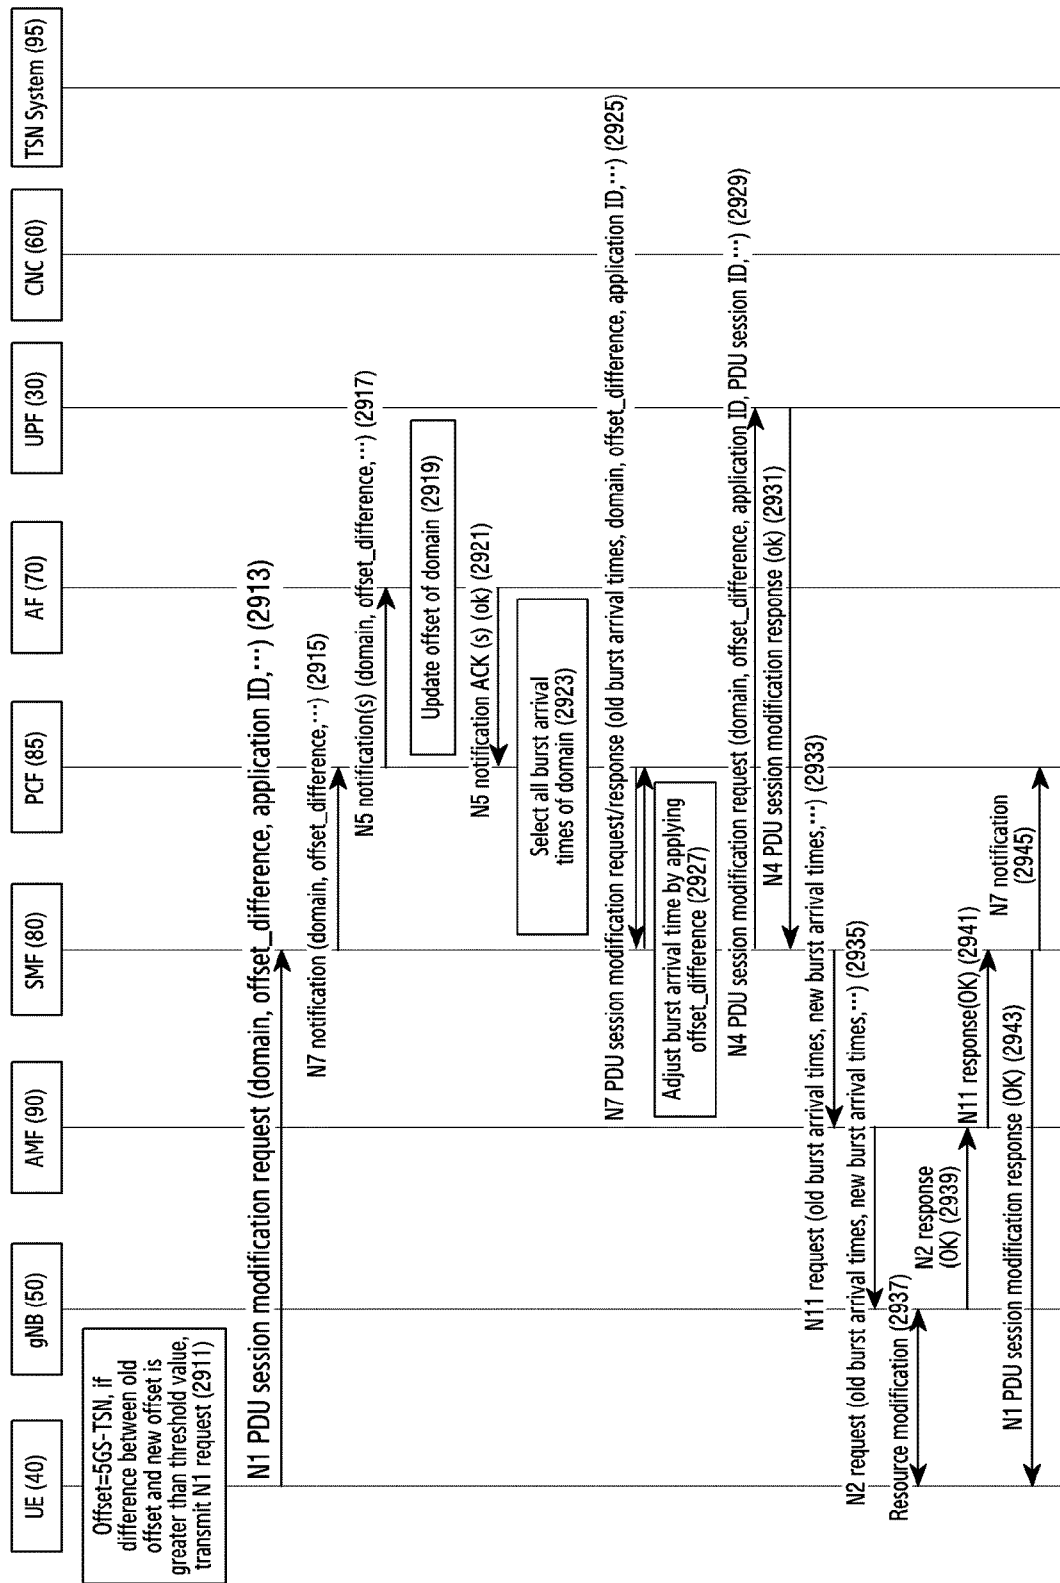 UE (40)
gNB (50)
AMF (90)
SMF (80)
PCF (85)
AF (70)
UPF (30)
CNC (60)
TSN System (95)
Offset=5GS-TSN, if
difference between old
offset and new offset is
greater than threshold value,
transmit N1 request (2911)
N1 PDU session modification request (domain, offset_difference, application ID,⋯) (2913)
N7 notification (domain, offset_difference,⋯) (2915)
N5 notification(s) (domain, offset_difference,⋯) (2917)
Update offset of domain (2919)
N5 notification ACK (s) (ok) (2921)
Select all burst arrival
times of domain (2923)
N7 PDU session modification request/response (old burst arrival times, domain, offset_difference, application ID,⋯) (2925)
Adjust burst arrival time by applying
offset_difference (2927)
N4 PDU session modification request (domain, offset_difference, application ID, PDU session ID,⋯) (2929)
N4 PDU session modification response (ok) (2931)
N11 request (old burst arrival times, new burst arrival times,⋯) (2933)
N2 request (old burst arrival times, new burst arrival times,⋯) (2935)
Resource modification (2937)
N2 response
(OK) (2939)
N11 response(OK) (2941)
N1 PDU session modification response (OK) (2943)
N7 notification
(2945)